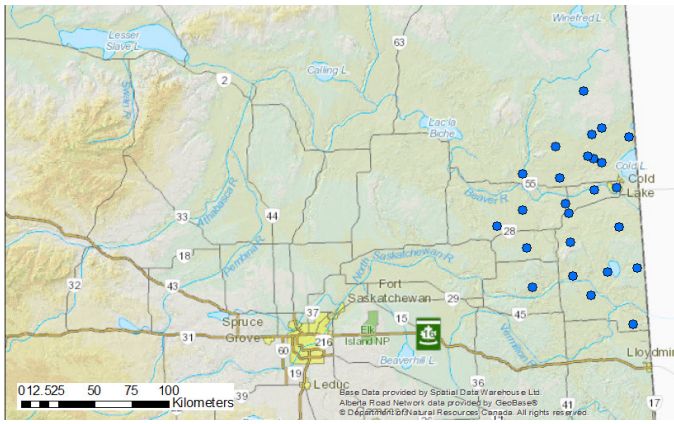 Winefred L.
Lesser
Slave L.
63
2
Calling L.
Swan R.
Lac la
Biche
Cold L.
Cold
Lake
55
Beaver R.
Athabasca R.
33
44
28
18
Pembina R.
North Saskatchewan R.
32
43
Fort
Saskatchewan
29
37
15
16
Spruce
Grove
31
Elk
Island NP
45
Vermilion R.
216
60
Beaverhill L.
19
Leduc
36
41
Lloydmin
17
39
0 12.5 25 50 75 100
Kilometers
Base Data provided by Spatial Data Warehouse Ltd.
Alberta Road Network data provided by GeoBase®
© Department of Natural Resources Canada. All rights reserved.